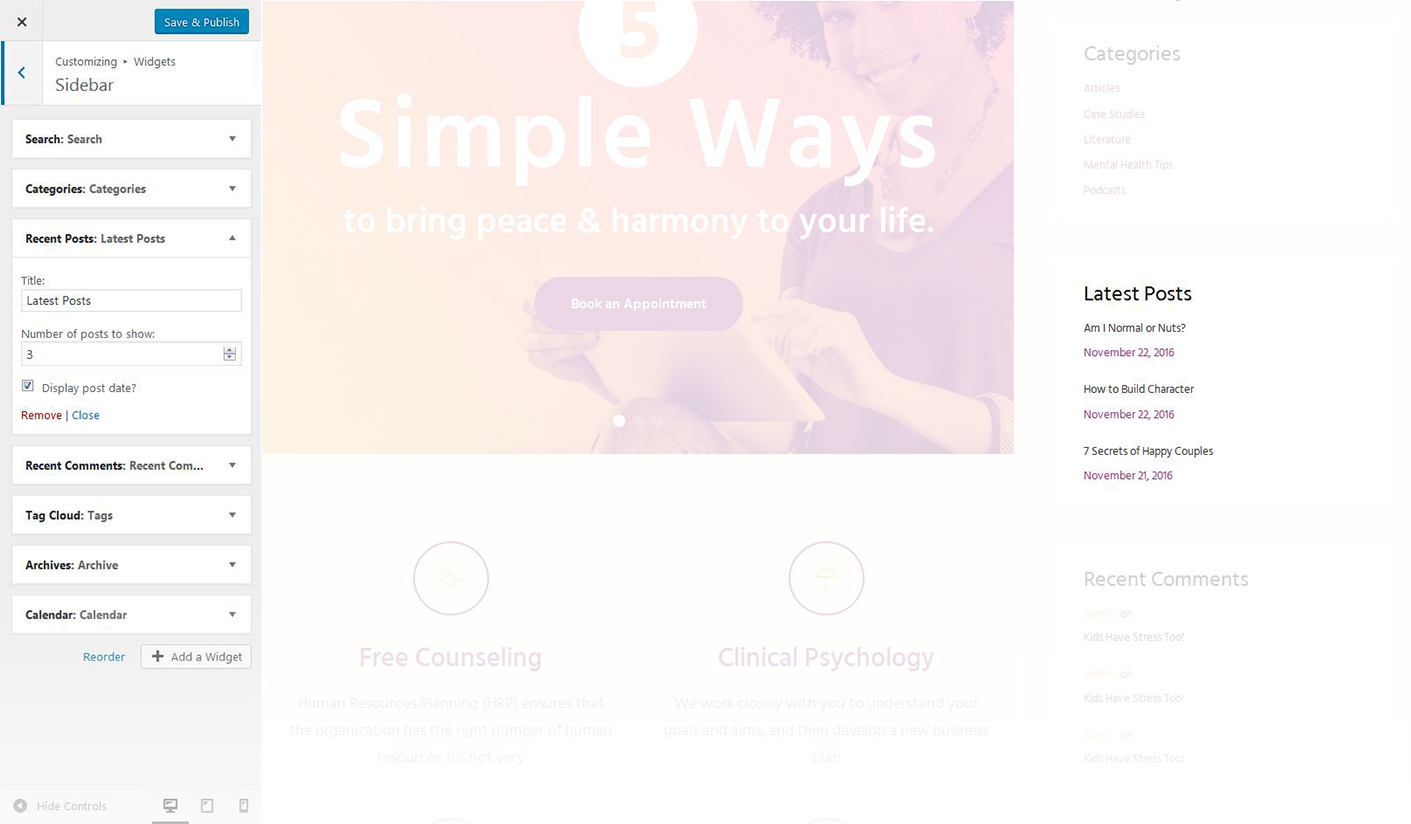 Save & Publish
Customizing ▸ Widgets
Sidebar
Search: Search
Categories: Categories
Recent Posts: Latest Posts
Title:
Latest Posts
Number of posts to show:
3
Display post date?
Remove | Close
Recent Comments: Recent Com...
Tag Cloud: Tags
Archives: Archive
Calendar: Calendar
Reorder
Add a Widget
Hide Controls
5
Simple Ways
to bring peace & harmony to your life.
Book an Appointment
Free Counseling
Human Resources Planning (HRP) ensures that
the organization has the right number of human
resources. It's not very
Clinical Psychology
We work closely with you to understand your
goals and aims, and then develop a new business
plan
Categories
Articles
Case Studies
Literature
Mental Health Tips
Podcasts
Latest Posts
Am I Normal or Nuts?
November 22, 2016
How to Build Character
November 22, 2016
7 Secrets of Happy Couples
November 21, 2016
Recent Comments
admin on
Kids Have Stress Too!
admin on
Kids Have Stress Too!
admin on
Kids Have Stress Too!